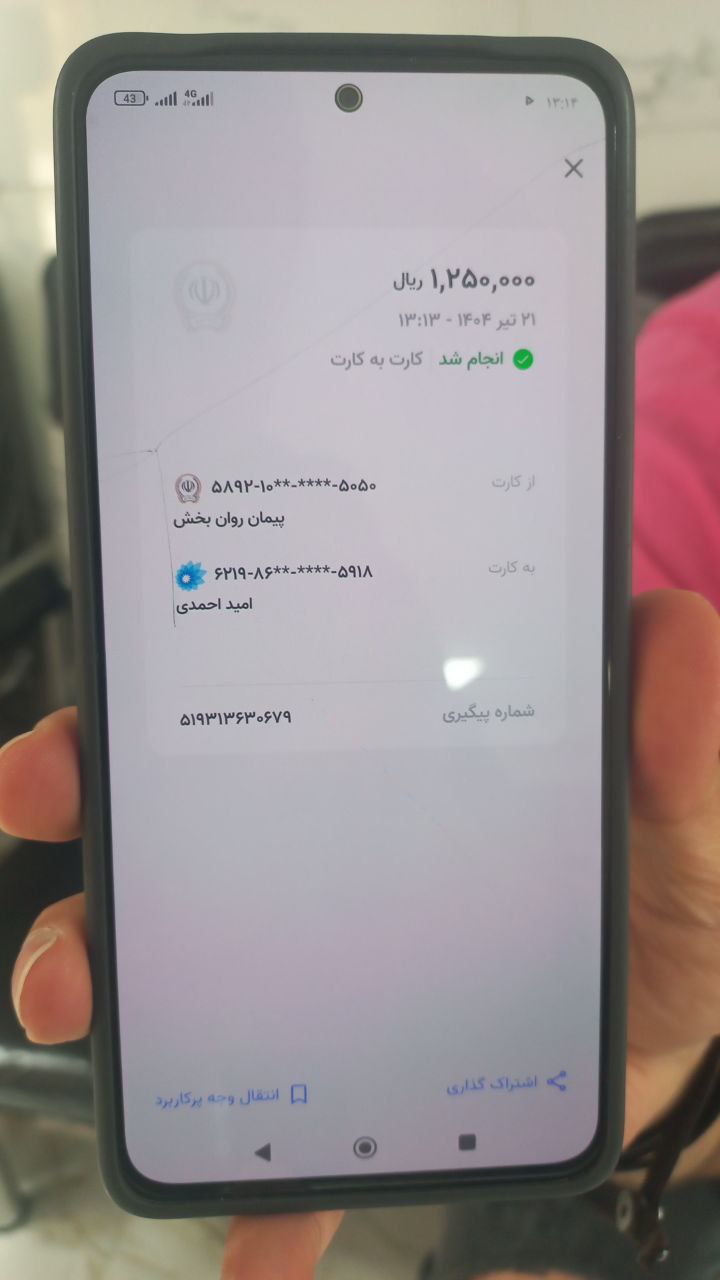 43 4G ۱۳:۱۴
۱,۲۵۰,۰۰۰ ریال
۲۱ تیر ۱۴۰۴ - ۱۳:۱۳
انجام شد | کارت به کارت
از کارت ۵۸۹۲-۱۰**-****-۵۰۵۰
پیمان روان بخش
به کارت ۶۲۱۹-۸۶**-****-۵۹۱۸
امید احمدی
شماره پیگیری ۵۱۹۳۱۳۶۳۰۶۷۹
اشتراک گذاری
انتقال وجه پرکاربرد